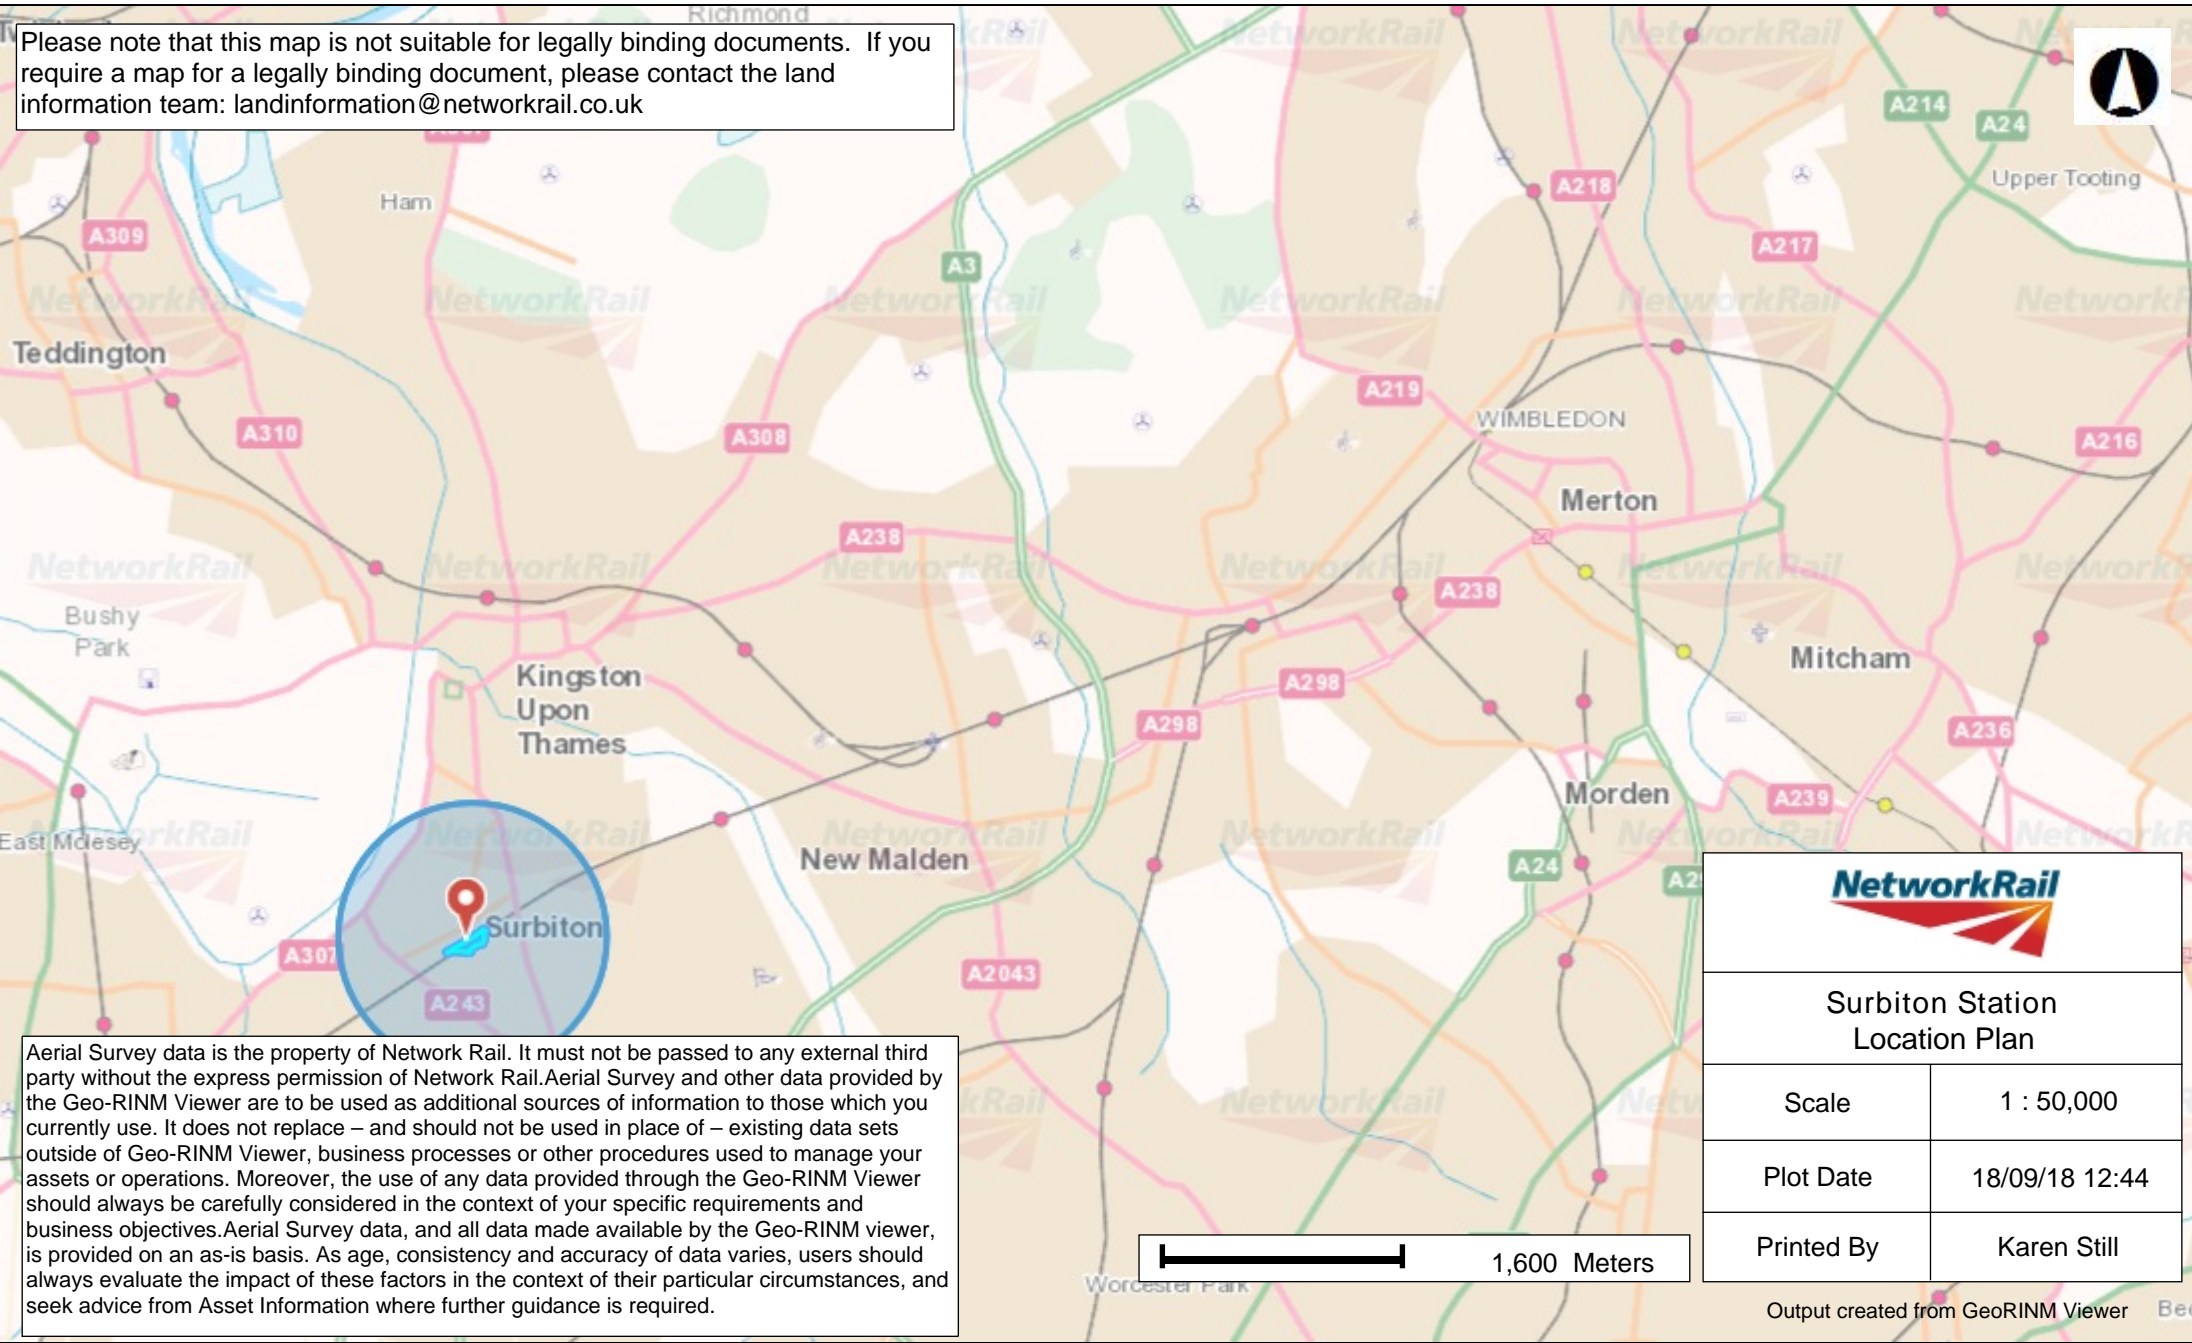 Richmond
Please note that this map is not suitable for legally binding documents.  If you
require a map for a legally binding document, please contact the land
information team: landinformation@networkrail.co.uk
A214
A24
Upper Tooting
A218
Ham
A309
A217
A3
Teddington
A219
WIMBLEDON
A310
A308
A216
Merton
A238
A238
Bushy
Park
Mitcham
Kingston
Upon
Thames
A298
A298
A236
Morden
A239
East Molesey
New Malden
A24
Surbiton
A307
A2043
A243
Aerial Survey data is the property of Network Rail. It must not be passed to any external third
party without the express permission of Network Rail.Aerial Survey and other data provided by
the Geo-RINM Viewer are to be used as additional sources of information to those which you
currently use. It does not replace – and should not be used in place of – existing data sets
outside of Geo-RINM Viewer, business processes or other procedures used to manage your
assets or operations. Moreover, the use of any data provided through the Geo-RINM Viewer
should always be carefully considered in the context of your specific requirements and
business objectives.Aerial Survey data, and all data made available by the Geo-RINM viewer,
is provided on an as-is basis. As age, consistency and accuracy of data varies, users should
always evaluate the impact of these factors in the context of their particular circumstances, and
seek advice from Asset Information where further guidance is required.
1,600 Meters
Worcester Park
NetworkRail
Surbiton Station
Location Plan
Scale
1 : 50,000
Plot Date
18/09/18 12:44
Printed By
Karen Still
Output created from GeoRINM Viewer